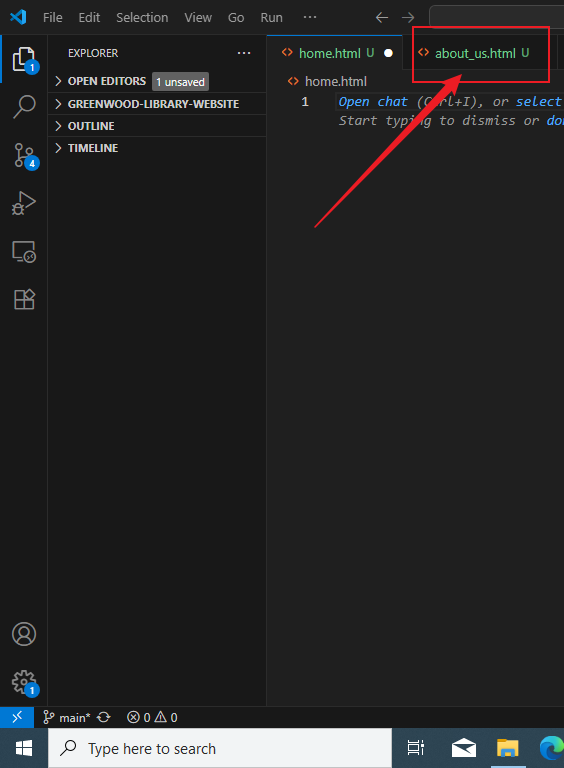 File Edit Selection View Go Run ···
EXPLORER ···
home.html U
about_us.html U
OPEN EDITORS 1 unsaved
home.html
GREENWOOD-LIBRARY-WEBSITE
1 Open chat (Ctrl+I), or select
OUTLINE
Start typing to dismiss or don
TIMELINE
1
4
1
main* 0 0
Type here to search